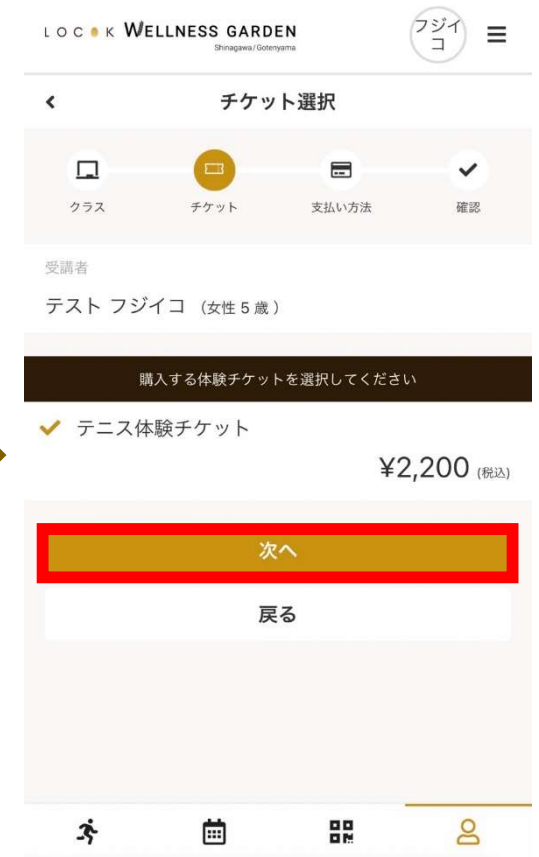 LOCOK WELLNESS GARDEN
Shinagawa/Gotenyama
フジイ
コ
チケット選択
クラス
チケット
支払い方法
確認
受講者
テスト フジイコ （女性 5 歳）
購入する体験チケットを選択してください
テニス体験チケット
¥2,200 (税込)
次へ
戻る